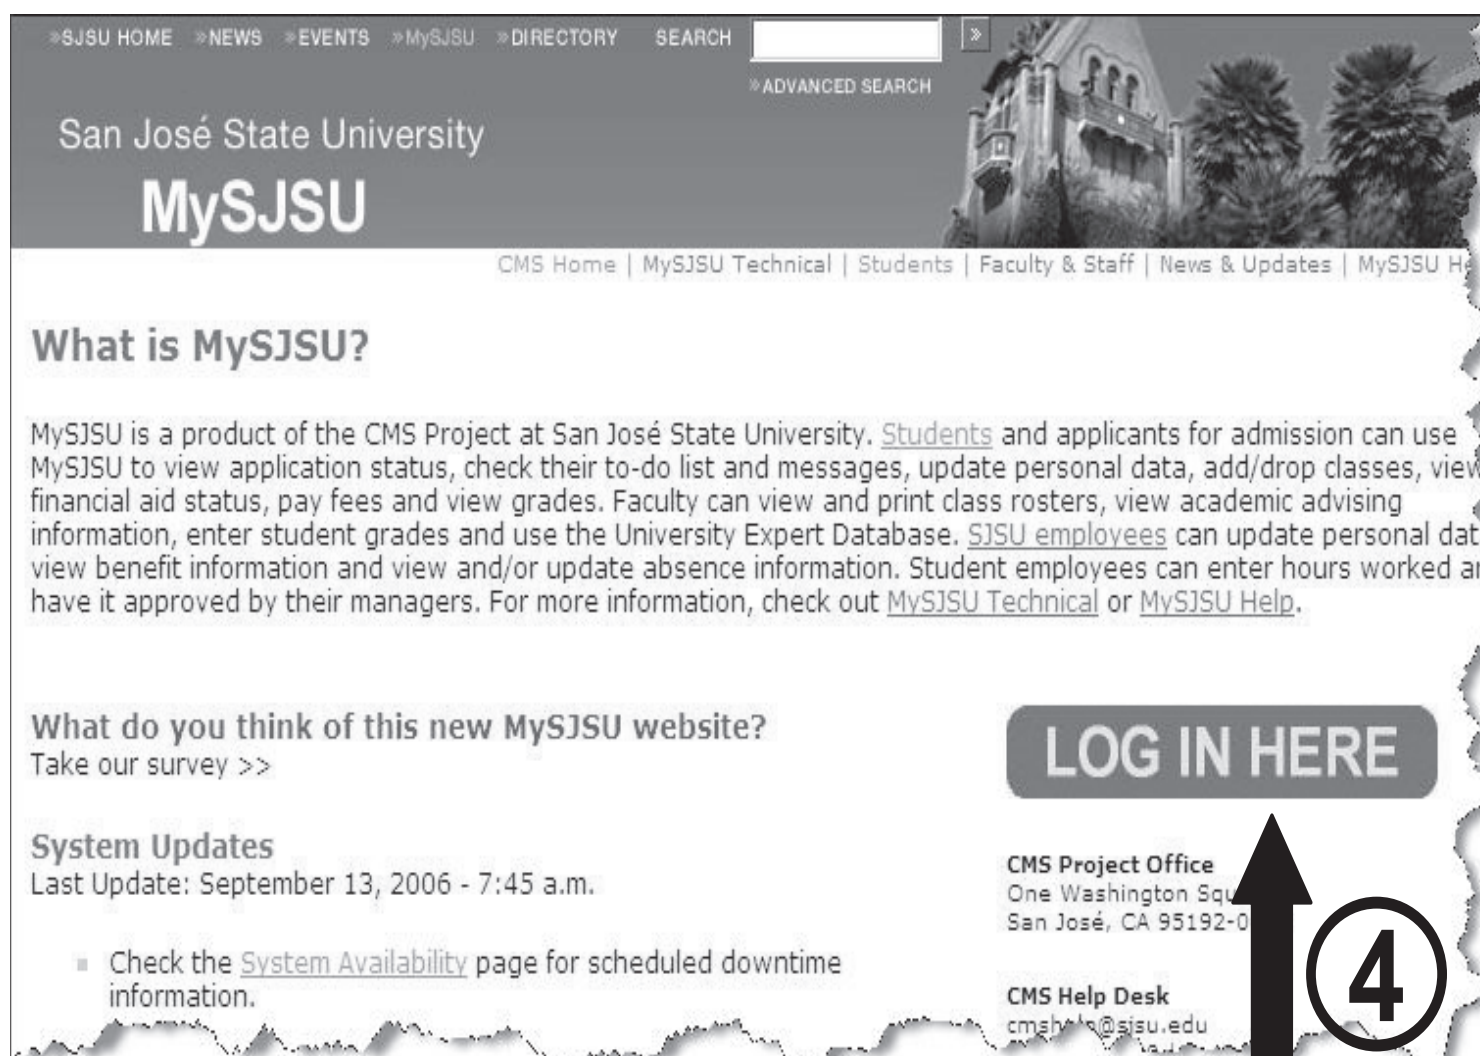 »SJSU HOME »NEWS »EVENTS »MySJSU »DIRECTORY SEARCH »
»ADVANCED SEARCH
San José State University
MySJSU
CMS Home | MySJSU Technical | Students | Faculty & Staff | News & Updates | MySJSU
What is MySJSU?
MySJSU is a product of the CMS Project at San José State University. Students and applicants for admission can use
MySJSU to view application status, check their to-do list and messages, update personal data, add/drop classes, view
financial aid status, pay fees and view grades. Faculty can view and print class rosters, view academic advising
information, enter student grades and use the University Expert Database. SJSU employees can update personal
view benefit information and view and/or update absence information. Student employees can enter hours worked
have it approved by their managers. For more information, check out MySJSU Technical or MySJSU Help.
What do you think of this new MySJSU website?
Take our survey >>
LOG IN HERE
System Updates
Last Update: September 13, 2006 - 7:45 a.m.
Check the System Availability page for scheduled downtime
information.
CMS Project Office
One Washington
San José, CA
CMS Help Desk
4